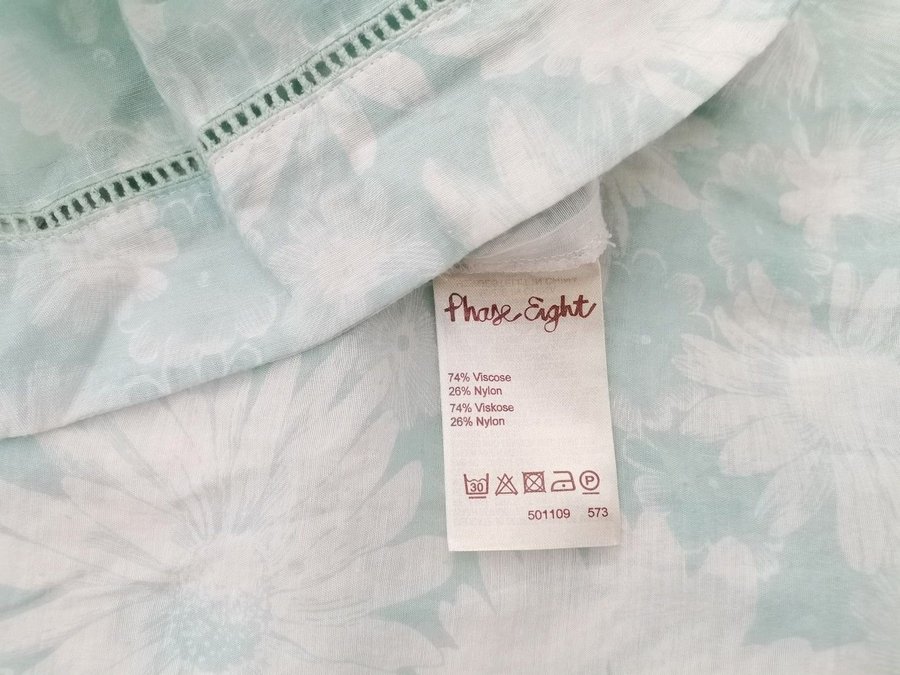 Phase Eight
74% Viscose
26% Nylon
74% Viskose
26% Nylon
30 P
501109 573